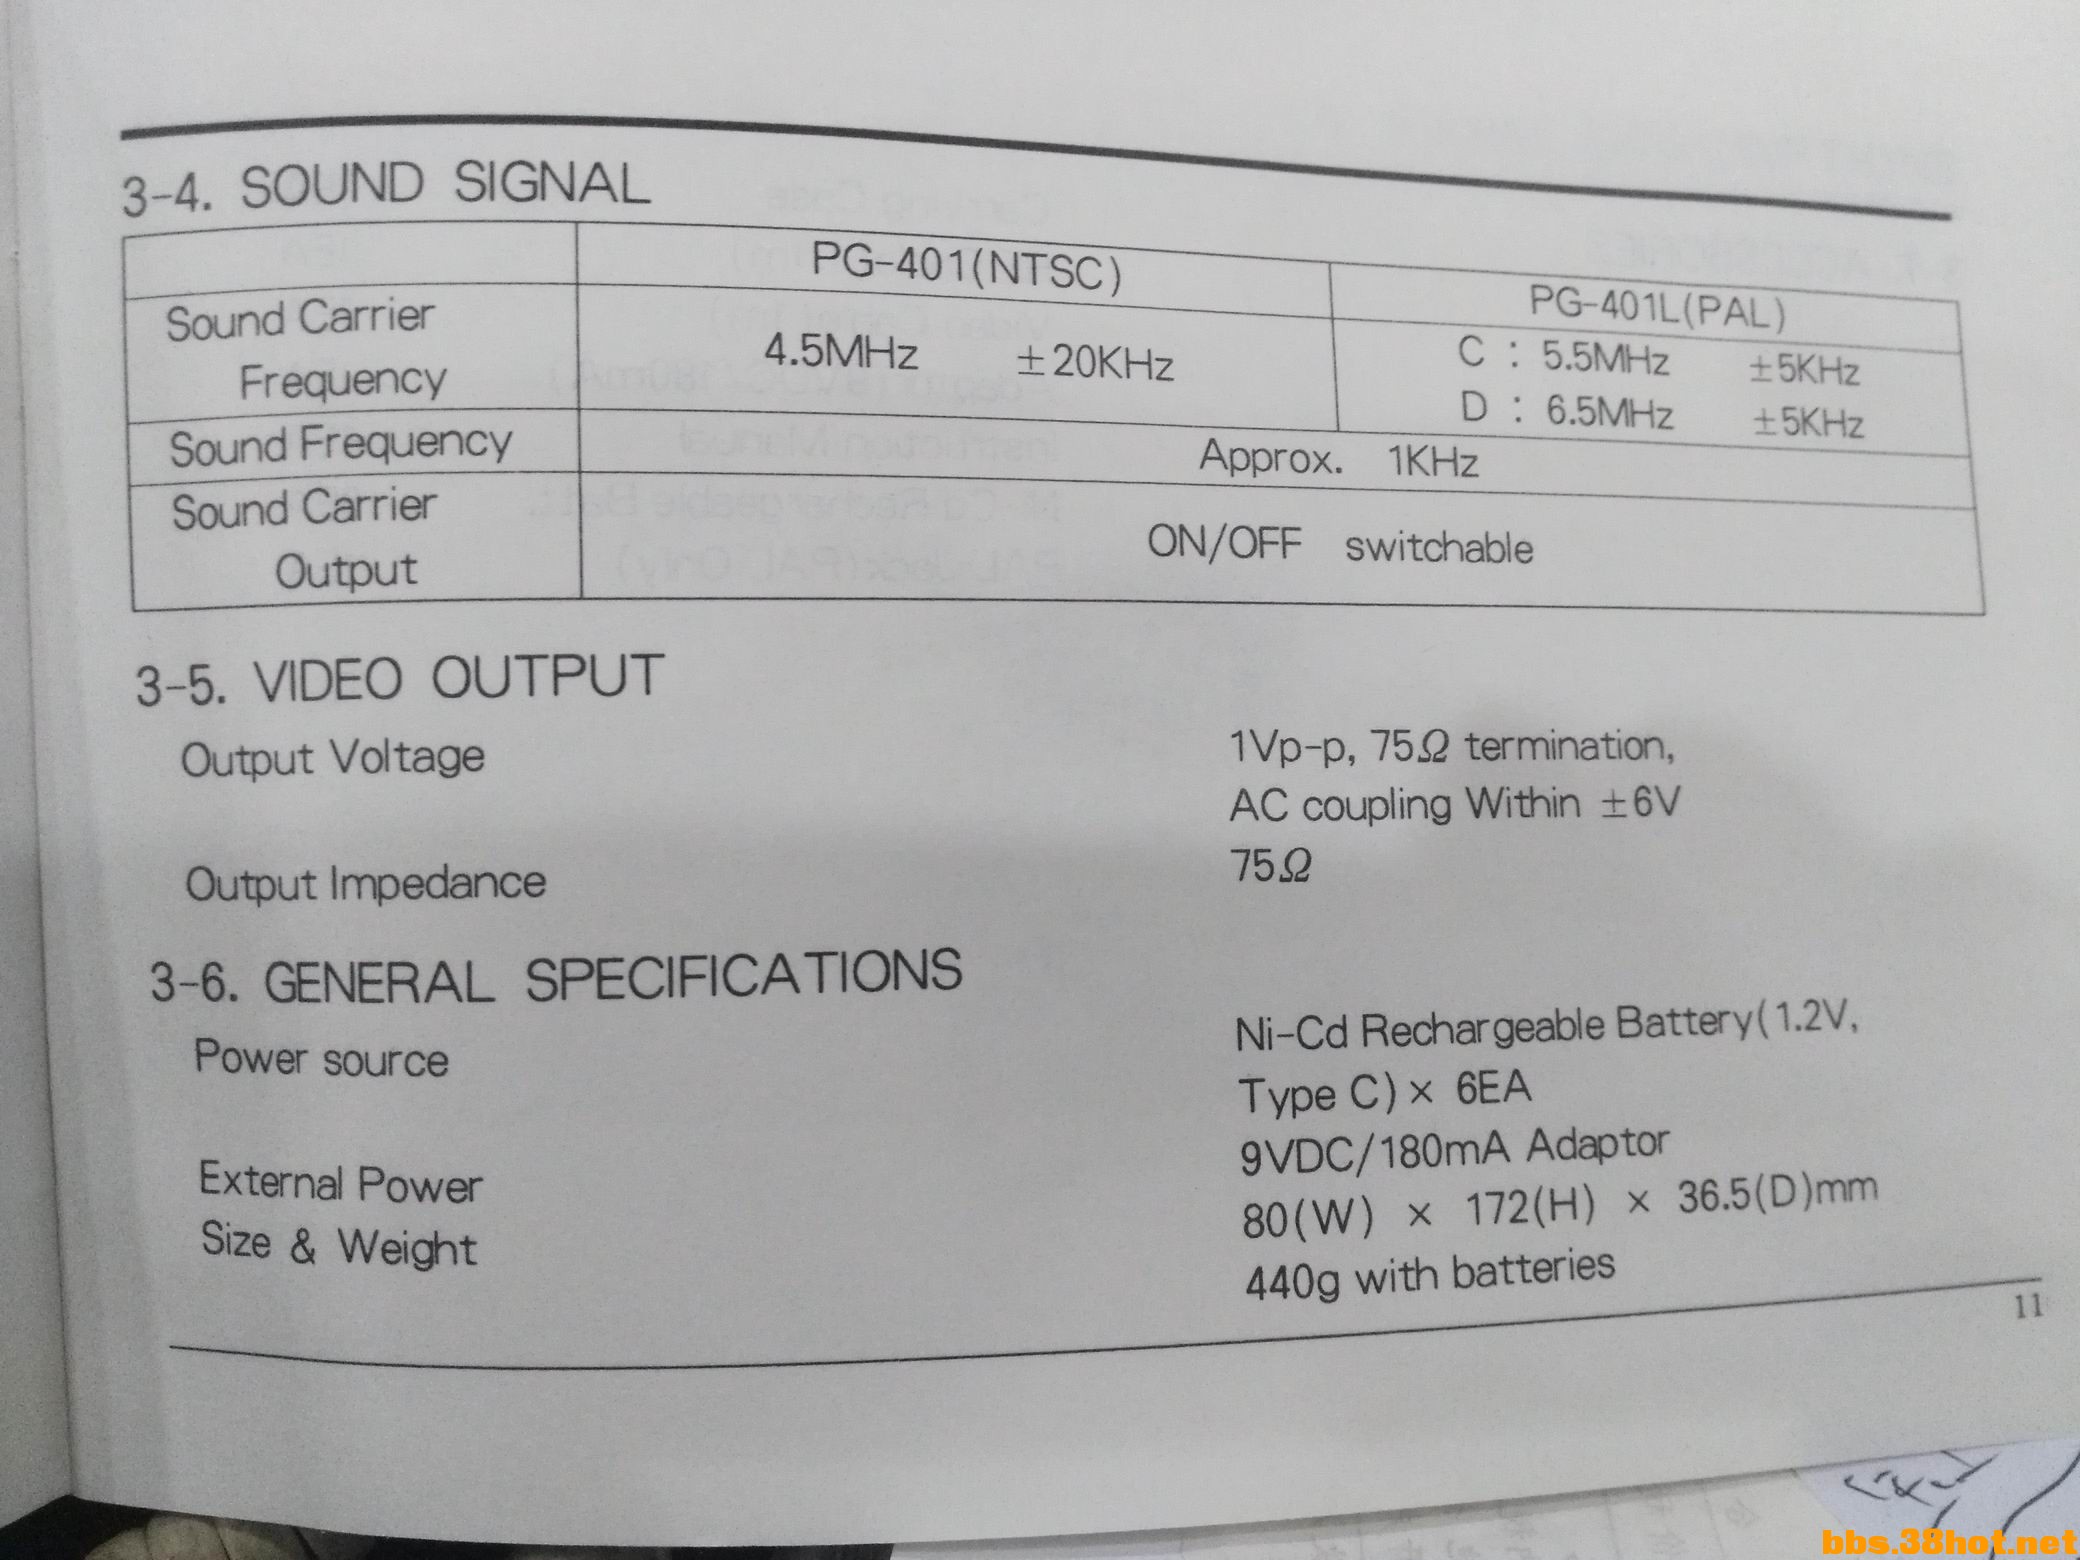 3-4. SOUND SIGNAL
PG-401(NTSC) PG-401L(PAL)
Sound Carrier
Frequency
4.5MHz ±20KHz
C : 5.5MHz ±5KHz
D : 6.5MHz ±5KHz
Sound Frequency Approx. 1KHz
Sound Carrier
Output
ON/OFF switchable
3-5. VIDEO OUTPUT
Output Voltage 1Vp-p, 75Ω termination,
AC coupling Within ±6V
Output Impedance 75Ω
3-6. GENERAL SPECIFICATIONS
Power source Ni-Cd Rechargeable Battery(1.2V,
Type C) × 6EA
External Power 9VDC/180mA Adaptor
Size & Weight 80(W) × 172(H) × 36.5(D)mm
440g with batteries
11
bbs.38hot.net